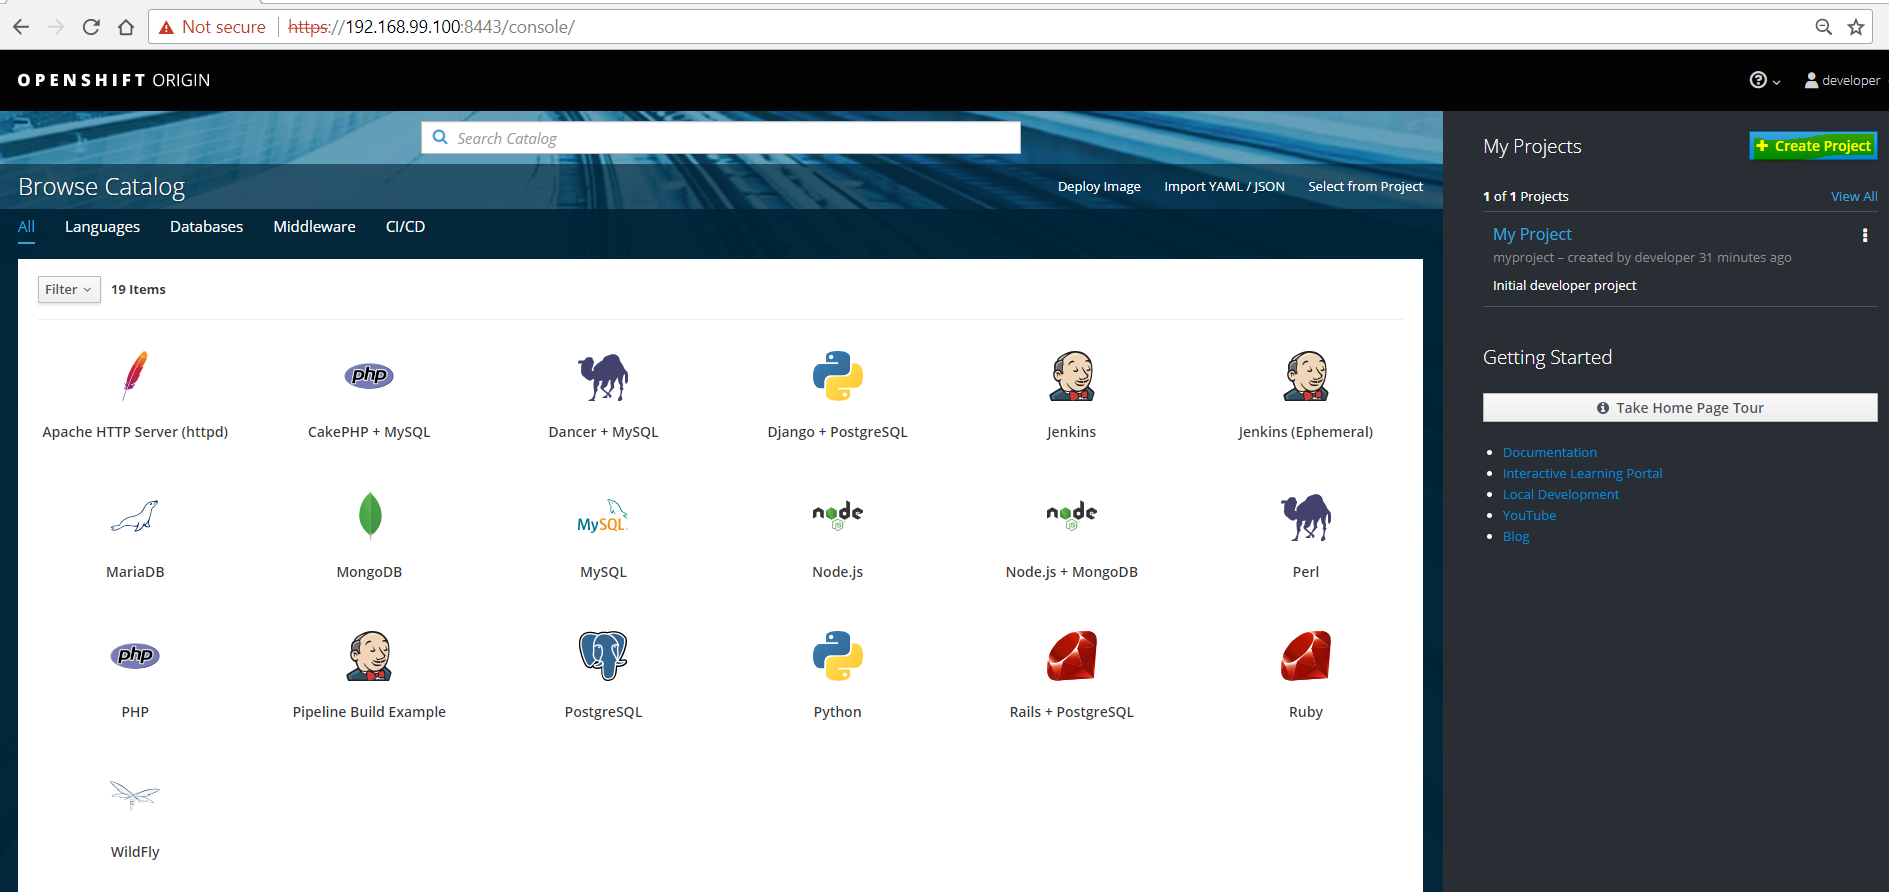 Not secure https://192.168.99.100:8443/console/
OPENSHIFT ORIGIN
developer
Search Catalog
Browse Catalog
Deploy Image Import YAML / JSON Select from Project
All Languages Databases Middleware CI/CD
Filter 19 Items
php
Apache HTTP Server (httpd) CakePHP + MySQL Dancer + MySQL Django + PostgreSQL Jenkins Jenkins (Ephemeral)
MySQL node JS node JS
MariaDB MongoDB MySQL Node.js Node.js + MongoDB Perl
php
PHP Pipeline Build Example PostgreSQL Python Rails + PostgreSQL Ruby
WildFly
My Projects + Create Project
1 of 1 Projects View All
My Project
myproject – created by developer 31 minutes ago
Initial developer project
Getting Started
Take Home Page Tour
Documentation
Interactive Learning Portal
Local Development
YouTube
Blog